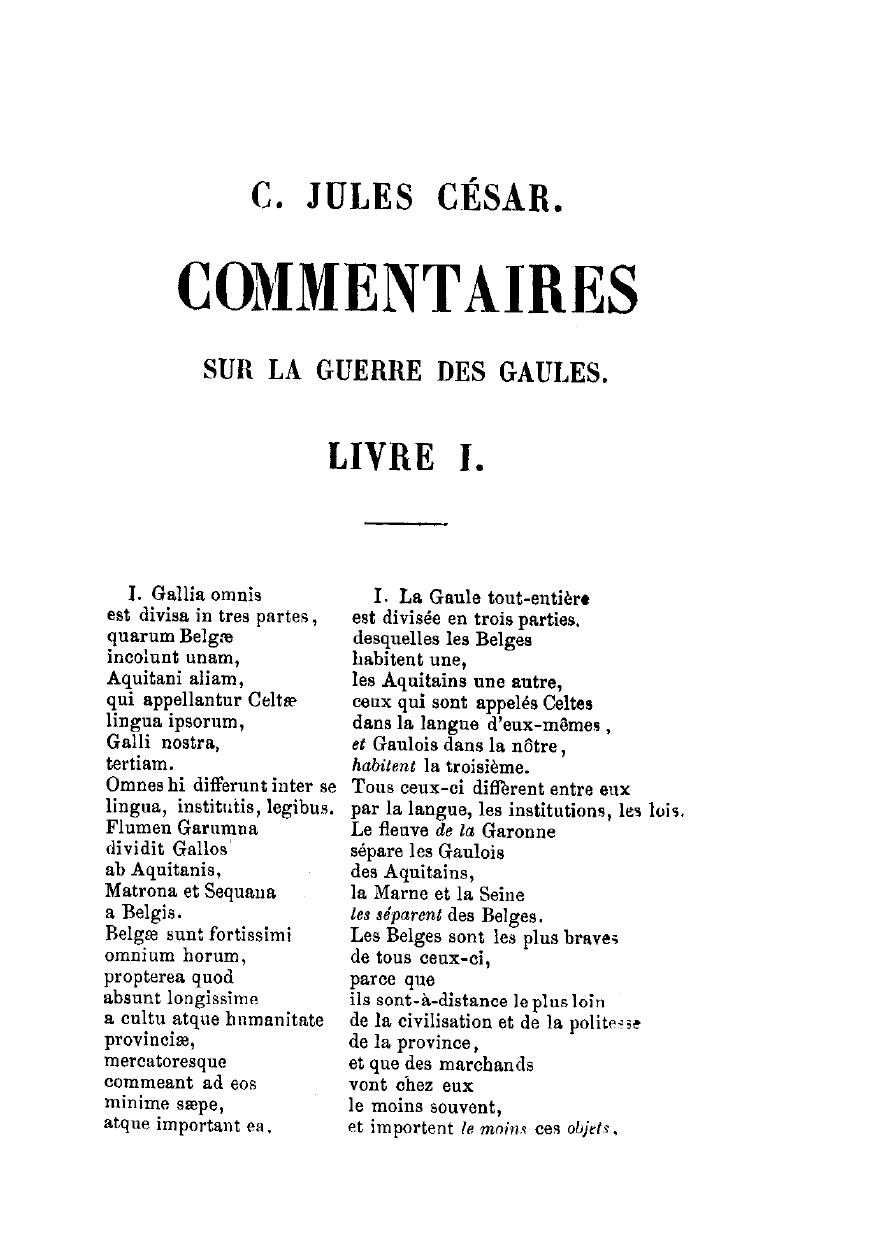 C. JULES CÉSAR.
COMMENTAIRES
SUR LA GUERRE DES GAULES.
LIVRE I.
I. Gallia omnis
est divisa in tres partes,
quarum Belgæ
incolunt unam,
Aquitani aliam,
qui appellantur Celtæ
lingua ipsorum,
Galli nostra,
tertiam.
Omnes hi differunt inter se
lingua, institutis, legibus.
Flumen Garumna
dividit Gallos
ab Aquitanis,
Matrona et Sequana
a Belgis.
Belgæ sunt fortissimi
omnium horum,
propterea quod
absunt longissime
a cultu atque humanitate
provinciæ,
mercatoresque
commeant ad eos
minime sæpe,
atque important ea,
I. La Gaule tout-entière
est divisée en trois parties,
desquelles les Belges
habitent une,
les Aquitains une autre,
ceux qui sont appelés Celtes
dans la langue d'eux-mêmes,
et Gaulois dans la nôtre,
habitent la troisième.
Tous ceux-ci diffèrent entre eux
par la langue, les institutions, les lois.
Le fleuve de la Garonne
sépare les Gaulois
des Aquitains,
la Marne et la Seine
les séparent des Belges.
Les Belges sont les plus braves
de tous ceux-ci,
parce que
ils sont-à-distance le plus loin
de la civilisation et de la politesse
de la province,
et que des marchands
vont chez eux
le moins souvent,
et importent le moins ces objets,